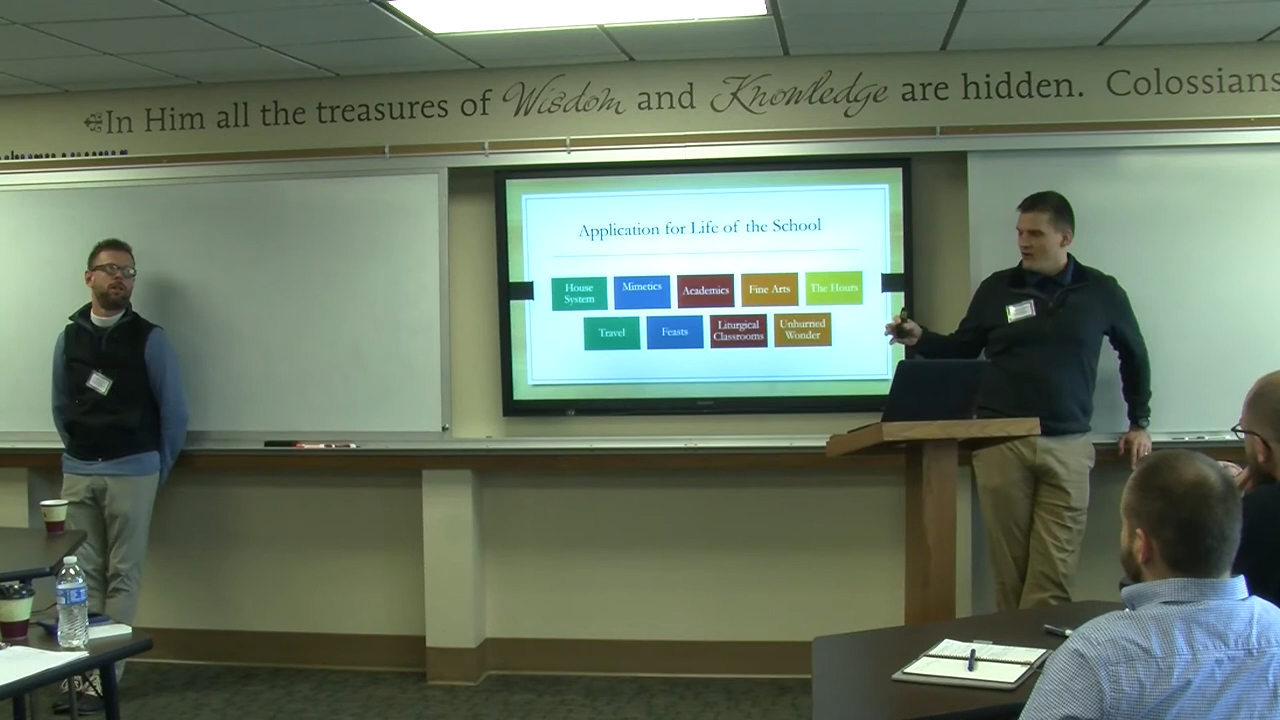 In Him all the treasures of Wisdom and Knowledge are hidden. Colossians
Application for Life of the School
House System
Mimetics
Academics
Fine Arts
The Hours
Travel
Feasts
Liturgical Classrooms
Unhurried Wonder